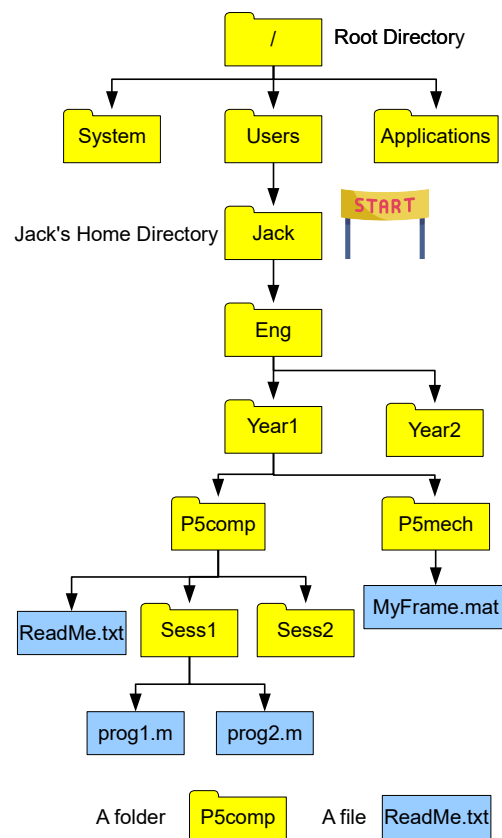 /
Root Directory
System
Users
Applications
START
Jack's Home Directory
Jack
Eng
Year1
Year2
P5comp
P5mech
ReadMe.txt
Sess1
Sess2
MyFrame.mat
prog1.m
prog2.m
A folder
P5comp
A file
ReadMe.txt